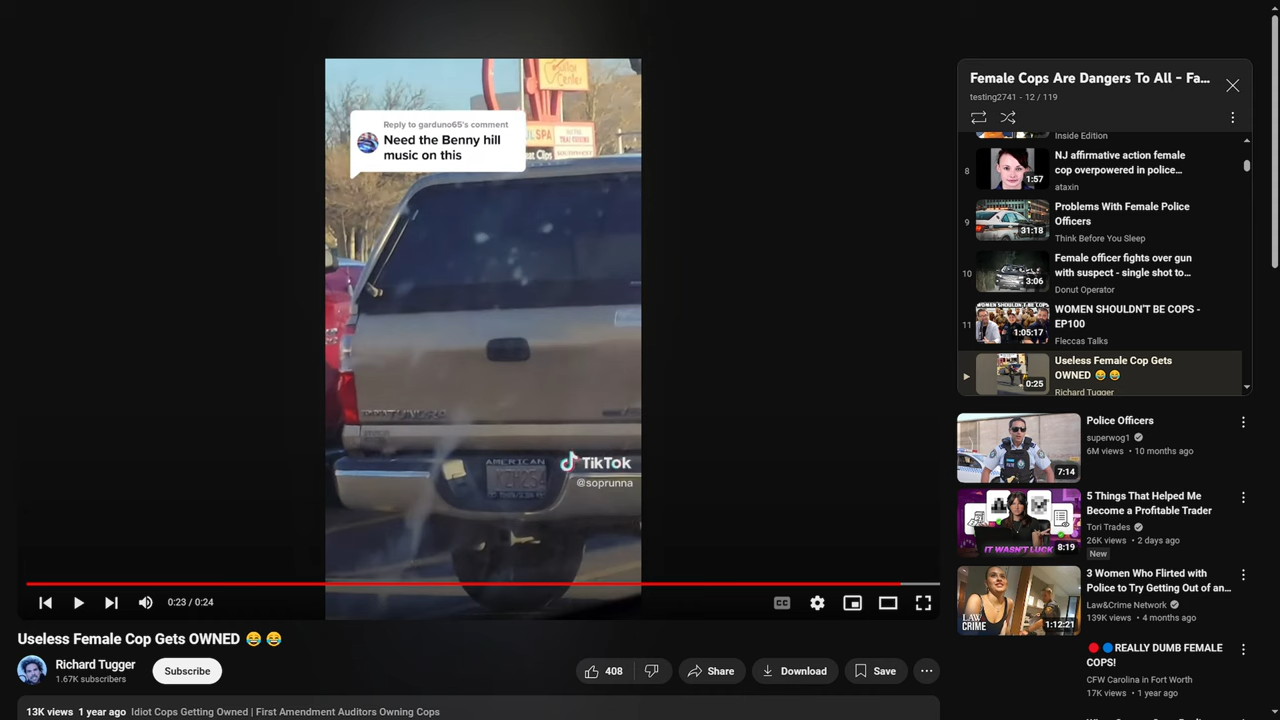 Reply to garduno65's comment
Need the Benny hill
music on this
TikTok
@soprunna
TUNDRA
AMERICAN
0:23 / 0:24
Useless Female Cop Gets OWNED 😂 😂
Richard Tugger
1.67K subscribers
Subscribe
408
Share
Download
Save
13K views 1 year ago Idiot Cops Getting Owned | First Amendment Auditors Owning Cops
Female Cops Are Dangers To All - Fa...
testing2741 - 12 / 119
Inside Edition
8
1:57
NJ affirmative action female
cop overpowered in police...
ataxin
9
31:18
Problems With Female Police
Officers
Think Before You Sleep
10
3:06
Female officer fights over gun
with suspect - single shot to...
Donut Operator
11
WOMEN SHOULDN'T BE COPS
1:05:17
WOMEN SHOULDN'T BE COPS -
EP100
Fleccas Talks
0:25
Useless Female Cop Gets
OWNED 😂 😂
Richard Tugger
7:14
Police Officers
superwog1
6M views • 10 months ago
IT WASN'T LUCK
8:19
5 Things That Helped Me
Become a Profitable Trader
Tori Trades
26K views • 2 days ago
New
LAW&
CRIME
1:12:21
3 Women Who Flirted with
Police to Try Getting Out of an...
Law&Crime Network
139K views • 4 months ago
🔴 🔵REALLY DUMB FEMALE
COPS!
CFW Carolina in Fort Worth
17K views • 1 year ago